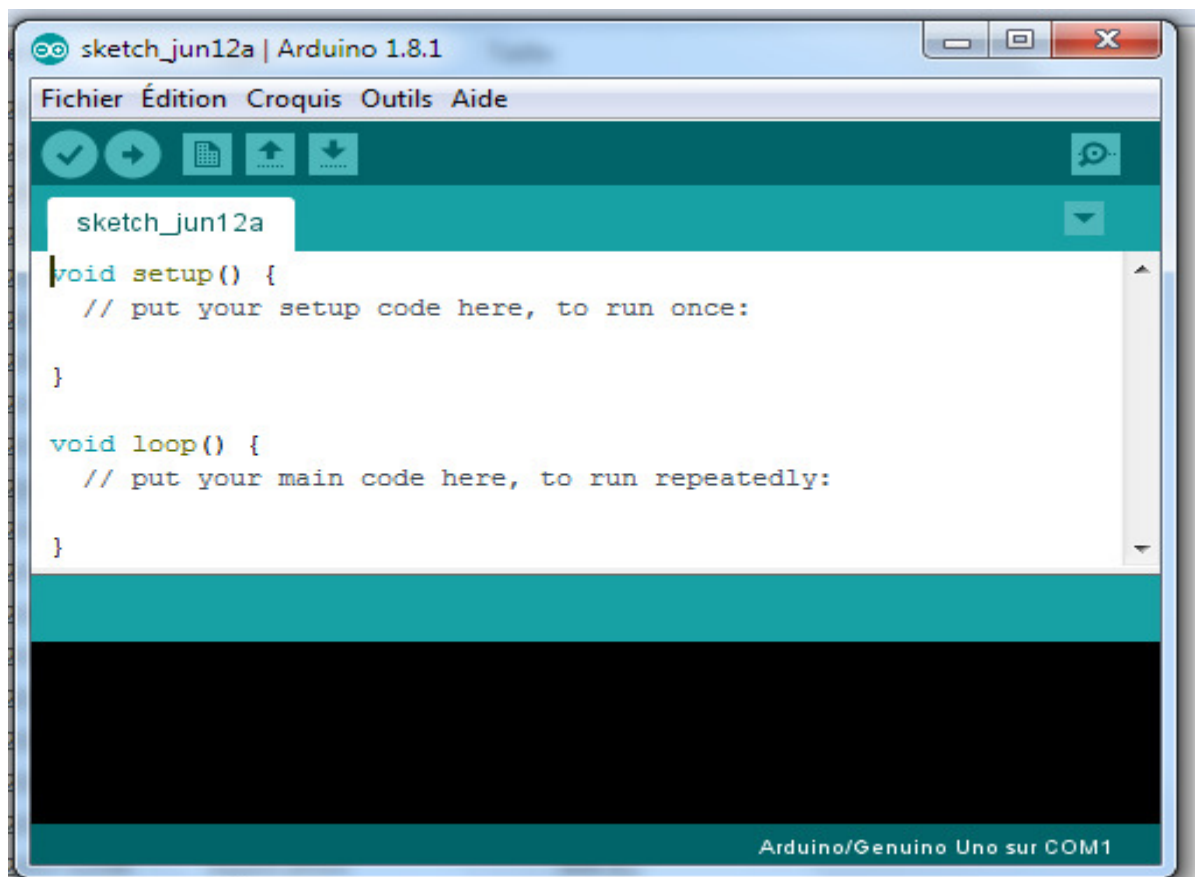 sketch_jun12a | Arduino 1.8.1
Fichier Édition Croquis Outils Aide
sketch_jun12a
void setup() {
  // put your setup code here, to run once:
}
void loop() {
  // put your main code here, to run repeatedly:
}
Arduino/Genuino Uno sur COM1